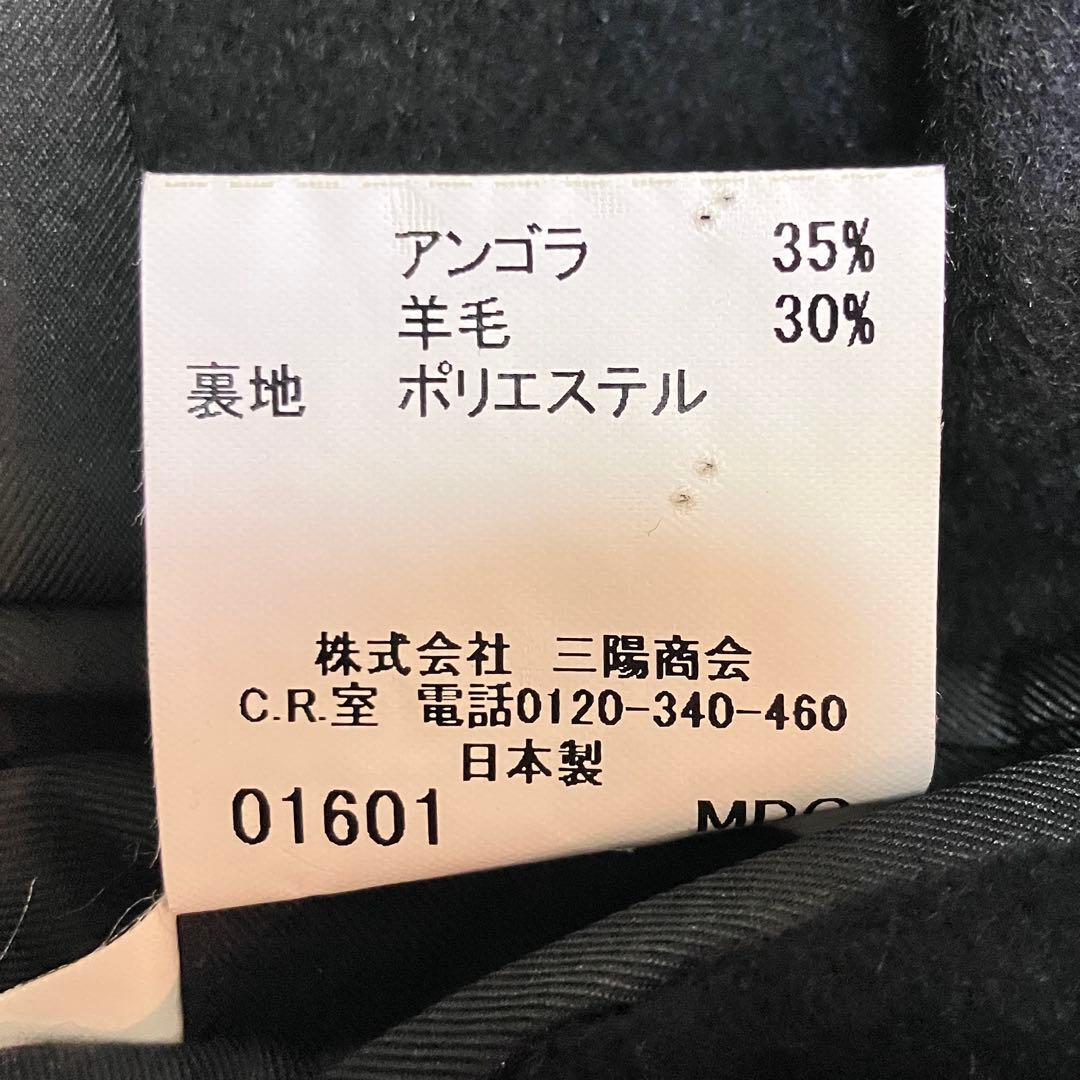 アンゴラ 35%
羊毛 30%
裏地 ポリエステル
株式会社 三陽商会
C.R.室 電話0120-340-460
日本製
01601